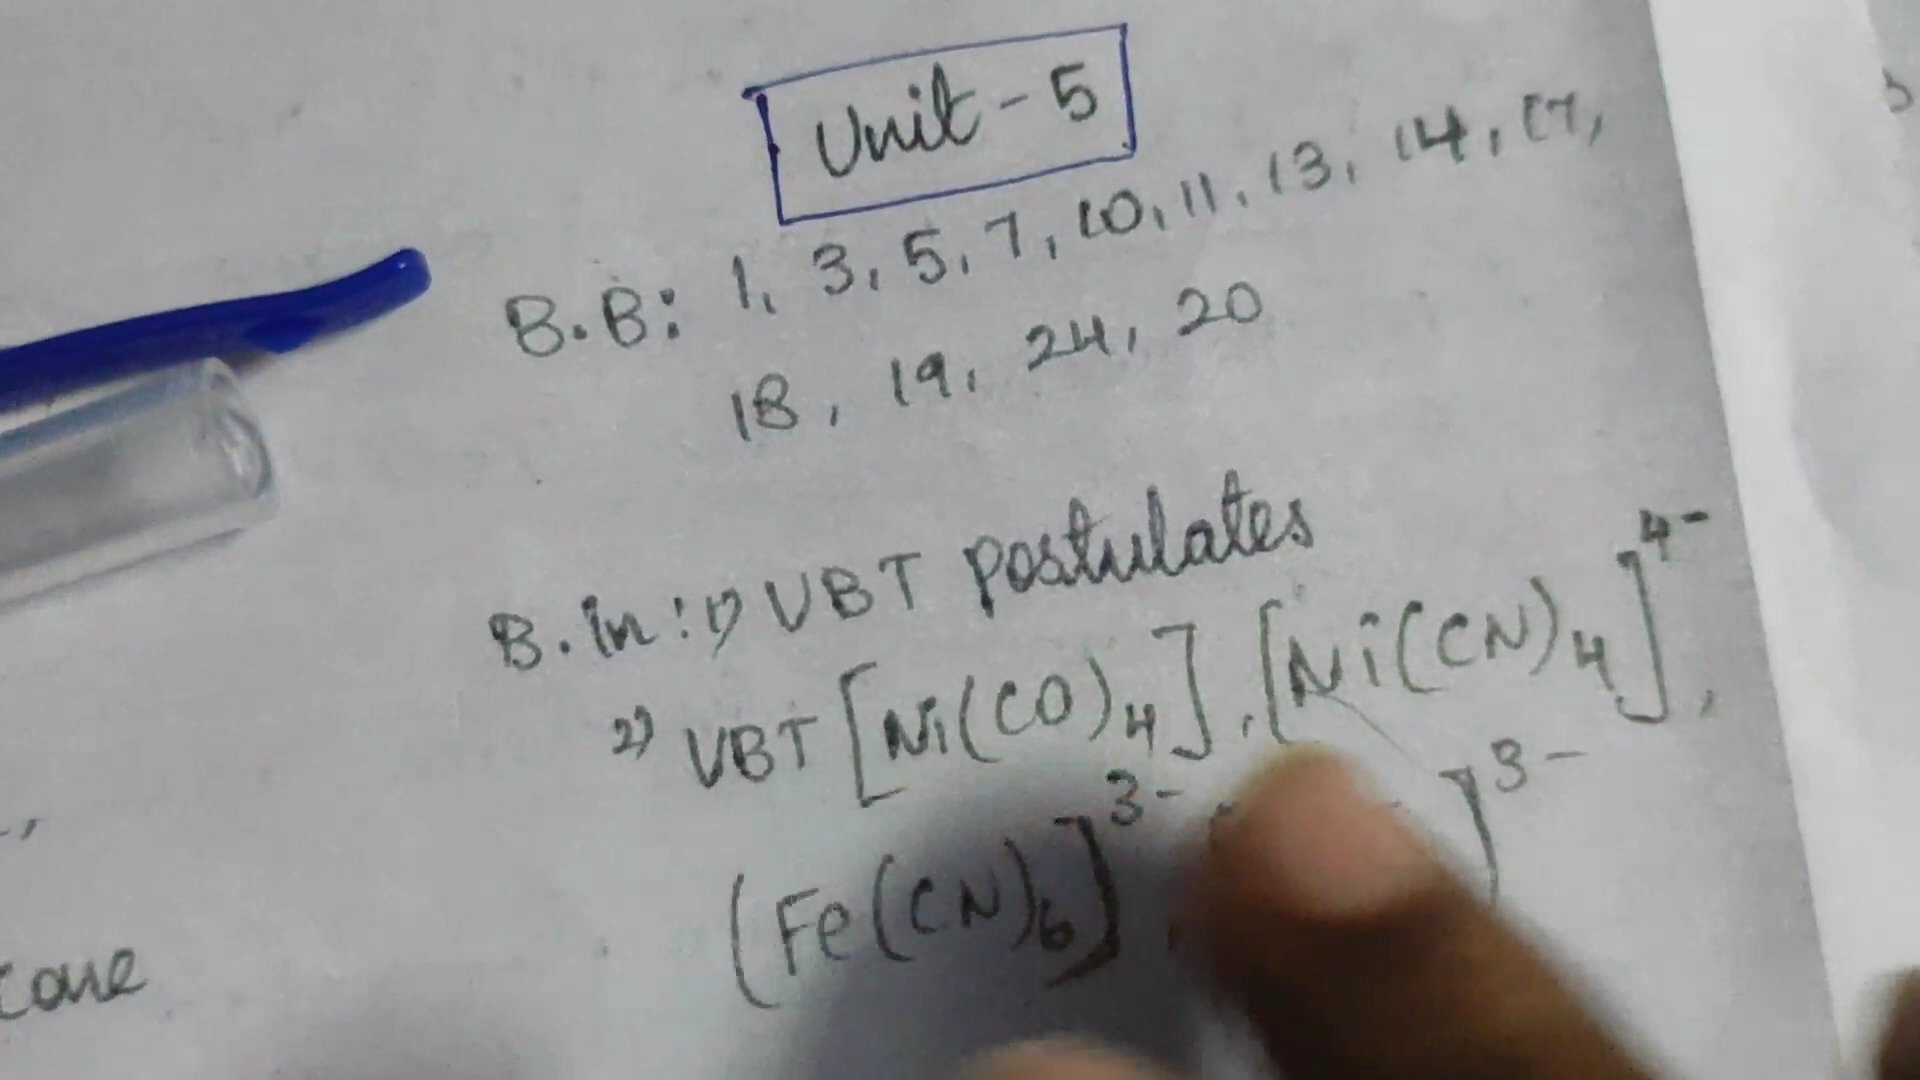 Unit - 5
B.B: 1, 3, 5, 7, 10, 11, 13, 14, 17,
18, 19, 24, 20
B.In: 1) VBT Postulates
2) VBT [Ni(CO)4], [Ni(CN)4]4-,
(Fe(CN)6]3- ]3-